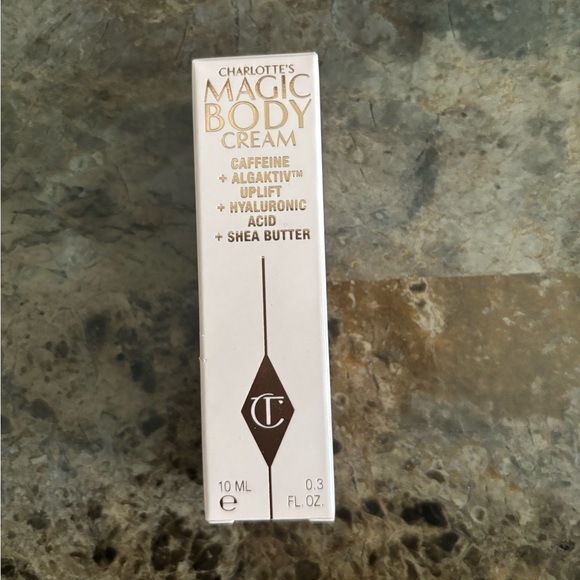 CHARLOTTE'S
MAGIC
BODY
CREAM
CAFFEINE
+ ALGAKTIV™
UPLIFT
+ HYALURONIC
ACID
+ SHEA BUTTER
CT
10 ML 0.3
℮ FL. OZ.